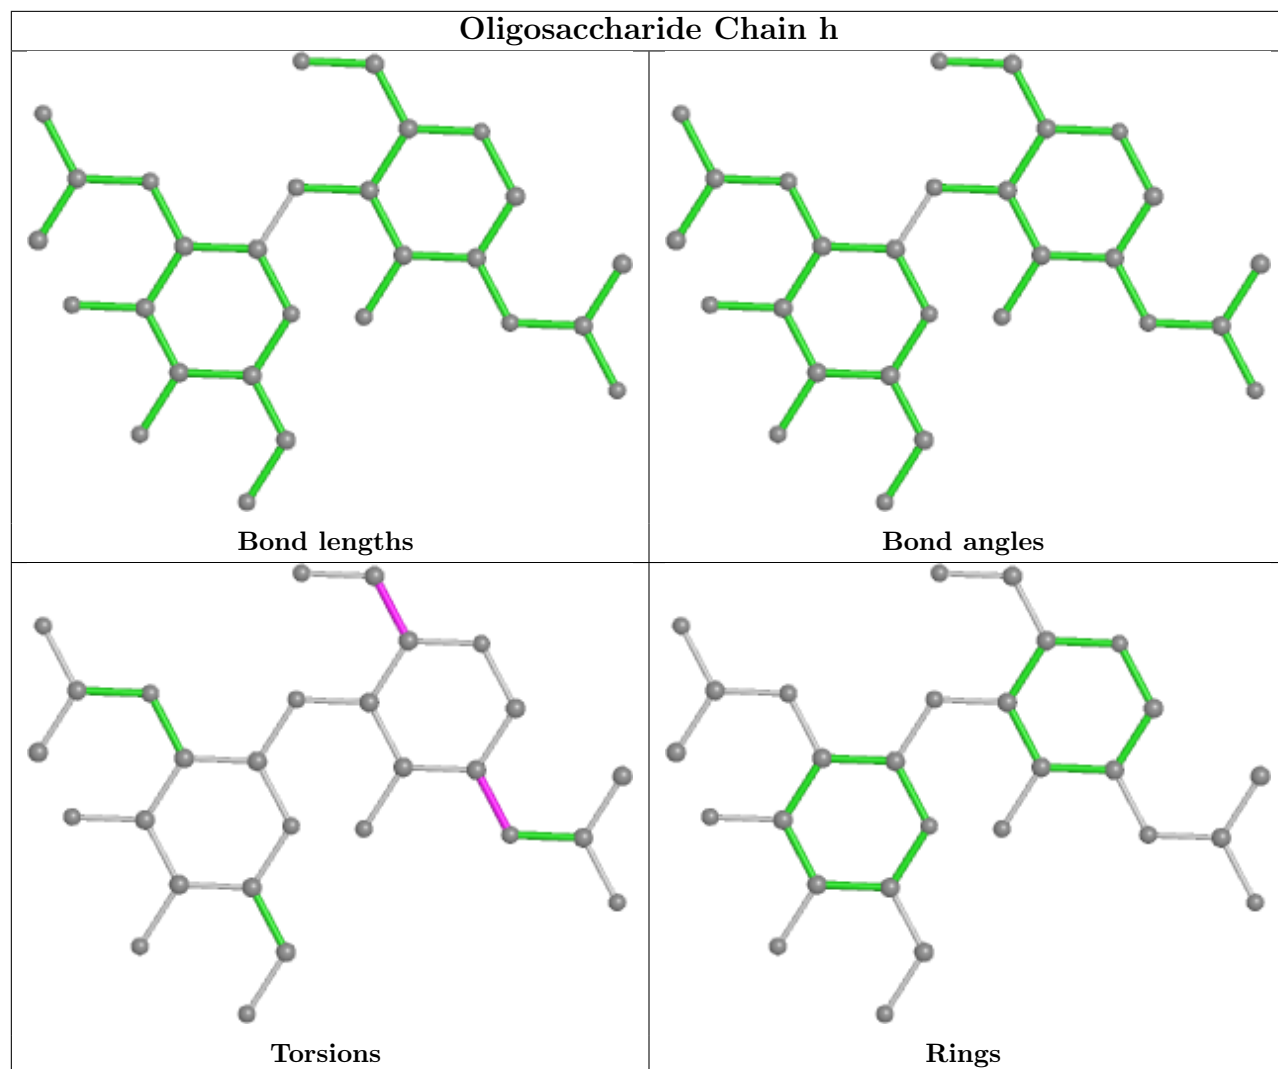 Oligosaccharide Chain h
Bond lengths
Bond angles
Torsions
Rings